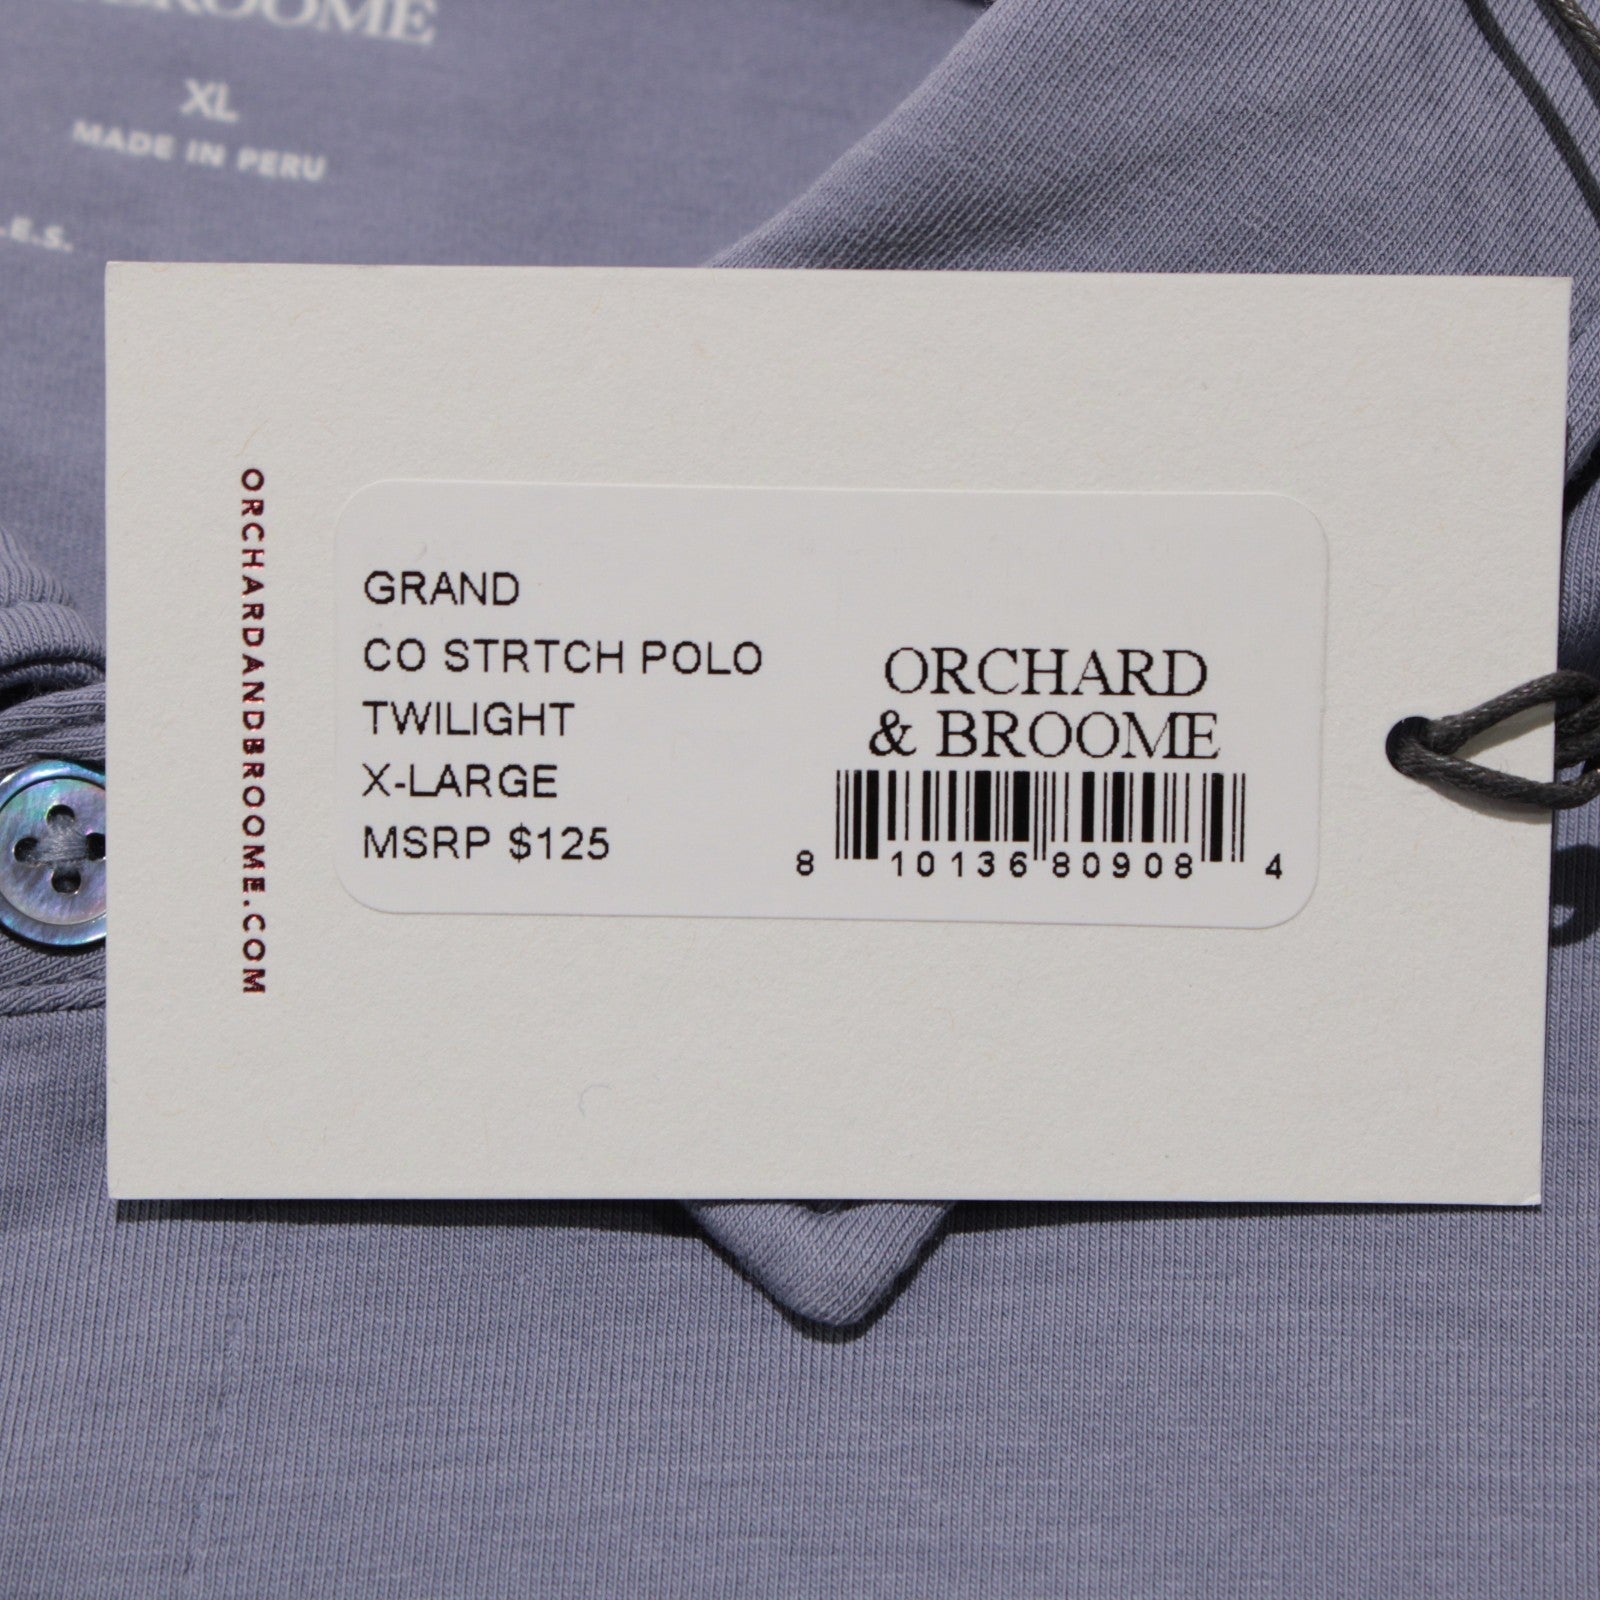 BROOME
XL
MADE IN PERU
.E.S.
ORCHARDANDBROOME.COM
GRAND
CO STRTCH POLO
TWILIGHT
X-LARGE
MSRP $125
ORCHARD
& BROOME
8 10136 80908 4